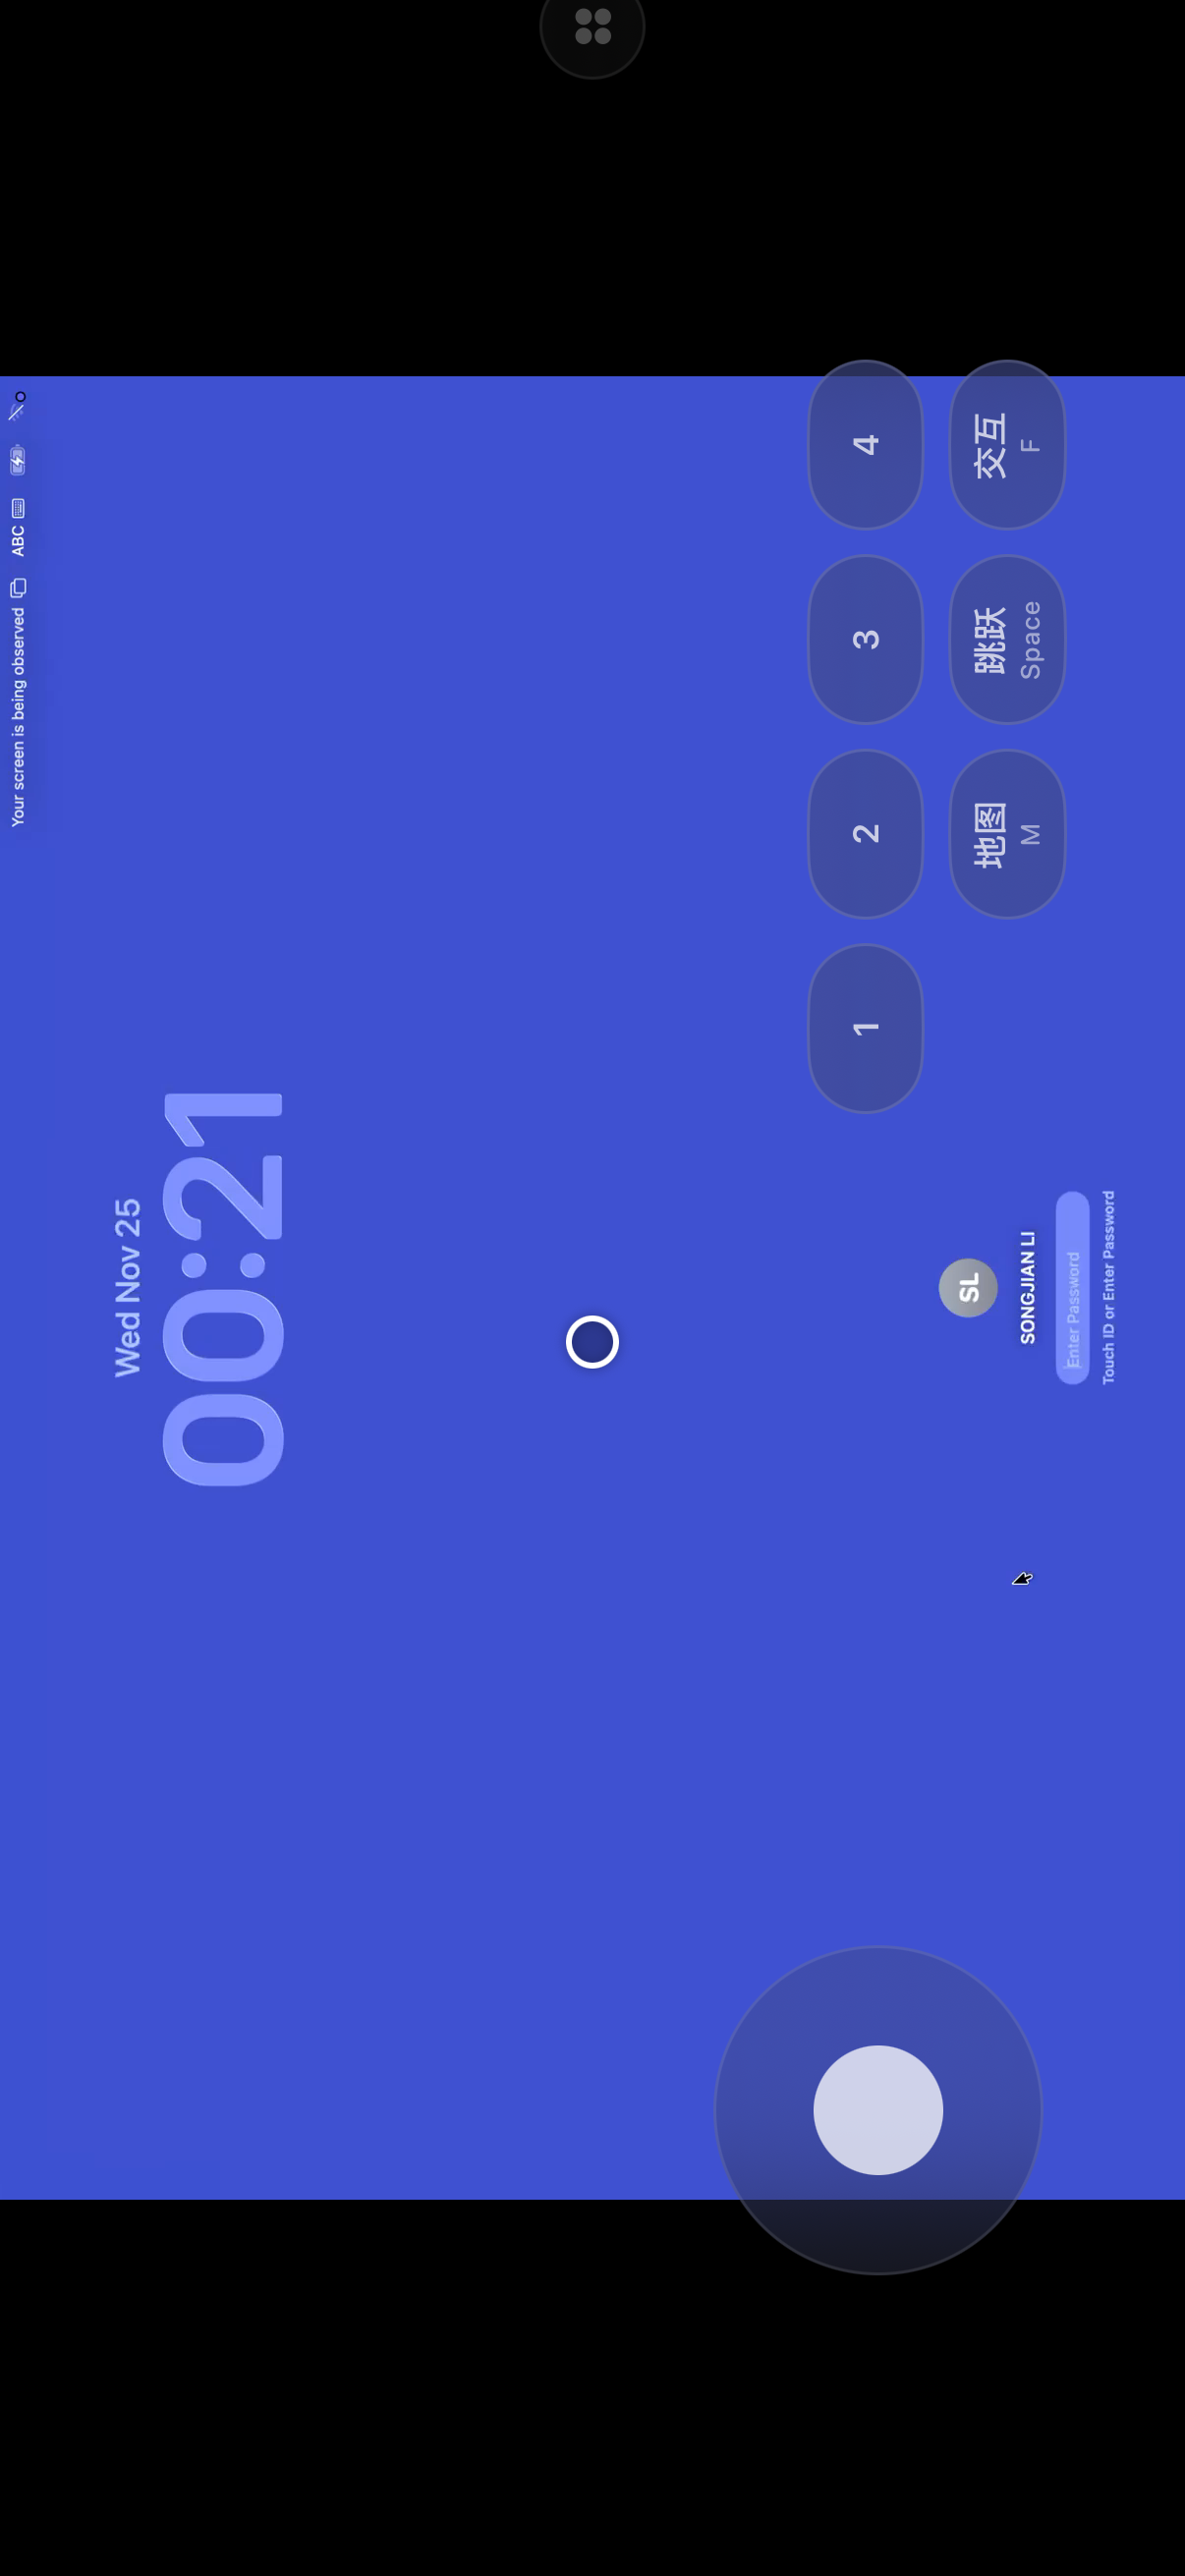 Your screen is being observed
ABC
Wed Nov 25
00:21
1
2
3
4
地图
M
跳跃
Space
交互
F
SL
SONGJIAN LI
Enter Password
Touch ID or Enter Password